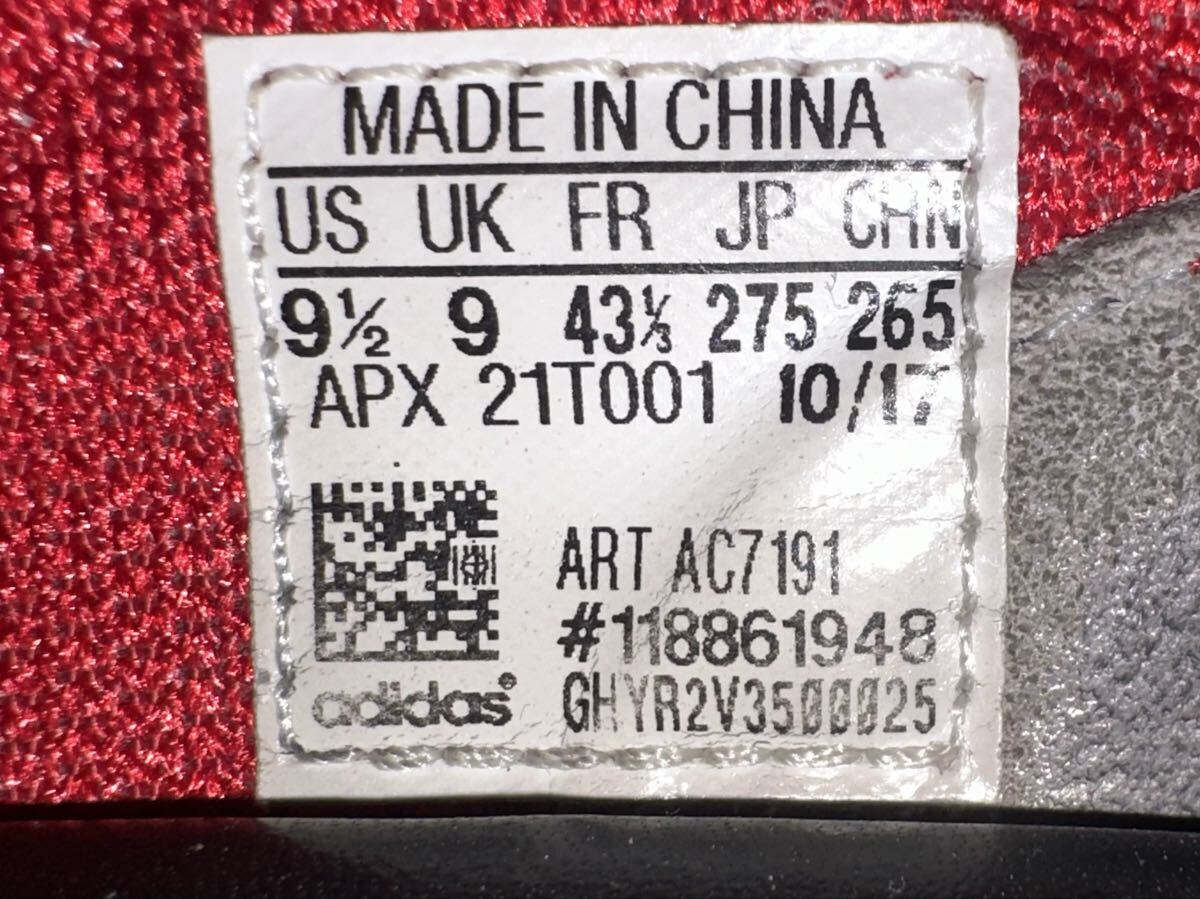 MADE IN CHINA
US UK FR JP CHN
9½ 9 43⅓ 275 265
APX 21T001 10/17
ART AC7191
#118861948
adidas® GHYR2V3500025